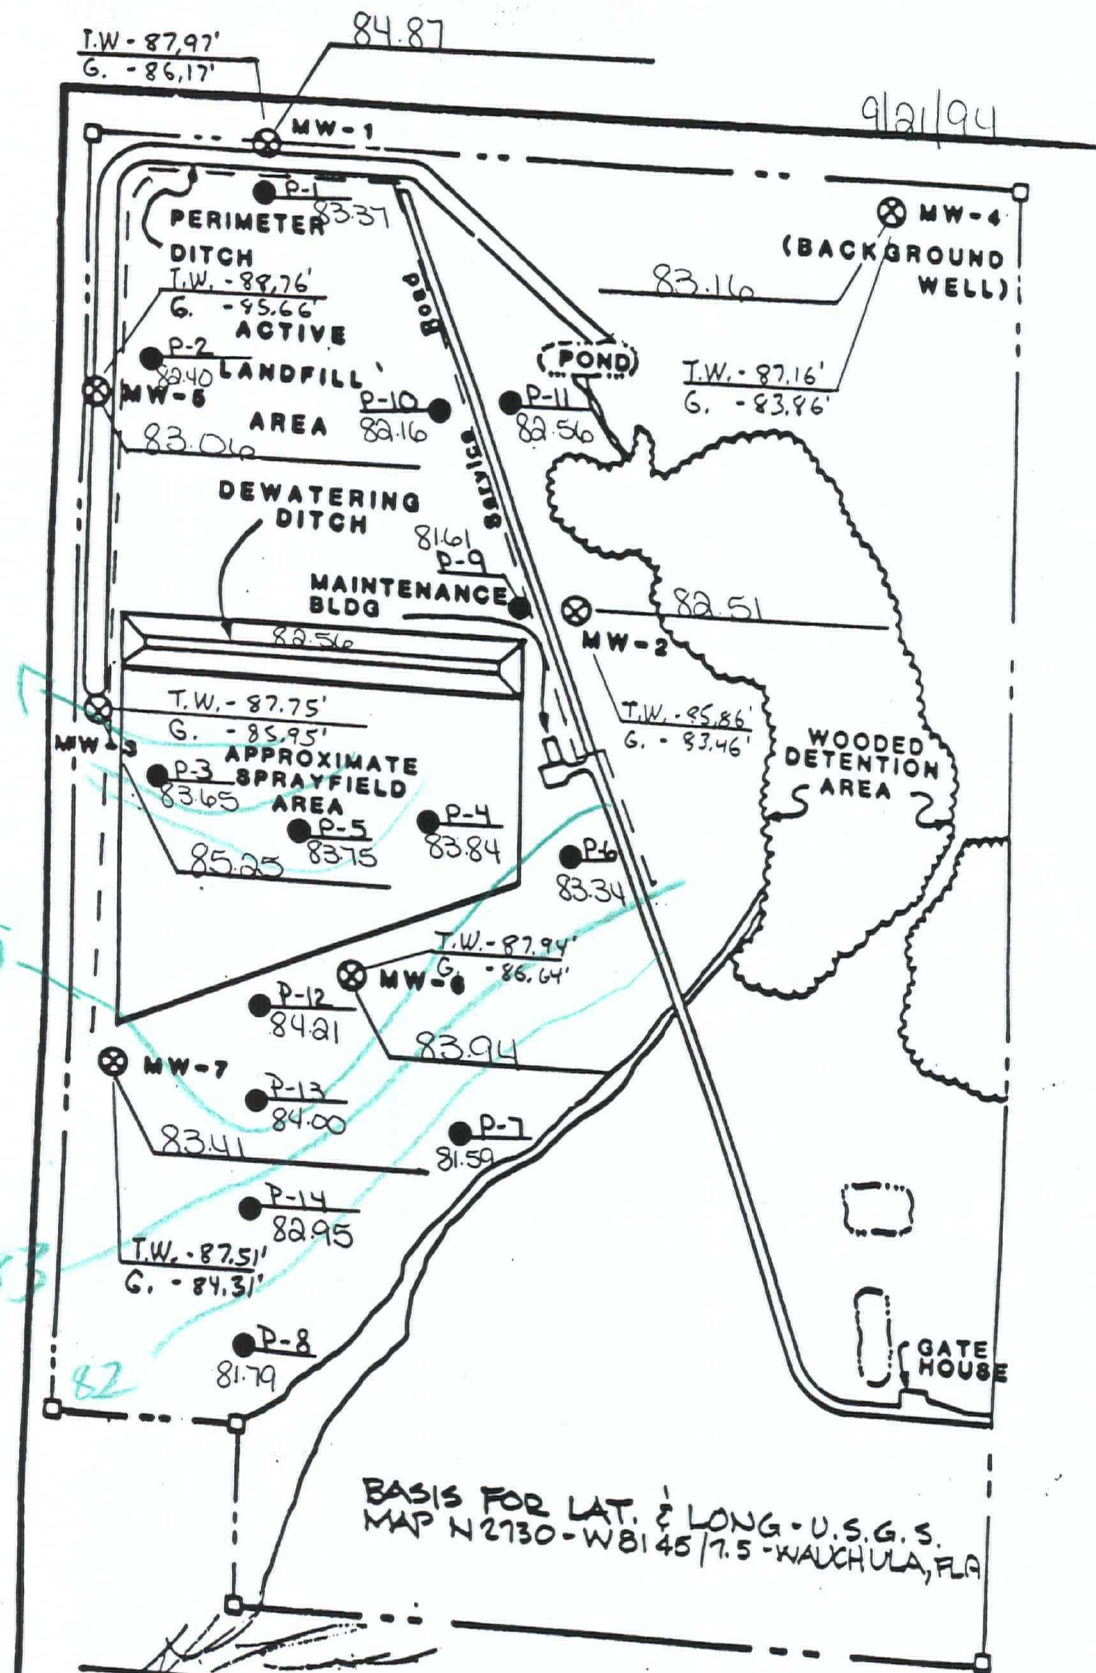 T.W - 87.97'
G. - 86.17'
84.87
9/21/94
MW-1
P-1
83.37
PERIMETER
DITCH
MW-4
(BACKGROUND
WELL)
83.16
T.W. - 87.16'
G. - 83.86'
T.W. - 88.76'
G. - 85.66'
ACTIVE
LANDFILL
AREA
P-2
82.40
MW-5
83.06
Road
Service
POND
P-10
82.16
P-11
82.56
DEWATERING
DITCH
81.61
P-9
MAINTENANCE
BLDG
82.56
82.51
MW-2
T.W. - 85.86'
G. - 83.46'
T.W. - 87.75'
G. - 85.95'
MW-3
APPROXIMATE
SPRAYFIELD
AREA
P-3
83.65
P-5
83.75
P-4
83.84
85.25
P-6
83.34
WOODED
DETENTION
AREA
T.W. - 87.94'
G. - 86.64'
MW-6
P-12
84.21
83.94
MW-7
P-13
84.00
83.41
P-7
81.59
P-14
82.95
T.W. - 87.51'
G. - 84.31'
83
P-8
81.79
82
GATE
HOUSE
BASIS FOR LAT. & LONG - U.S.G.S.
MAP N2730-W8145/7.5-WAUCHULA, FLA